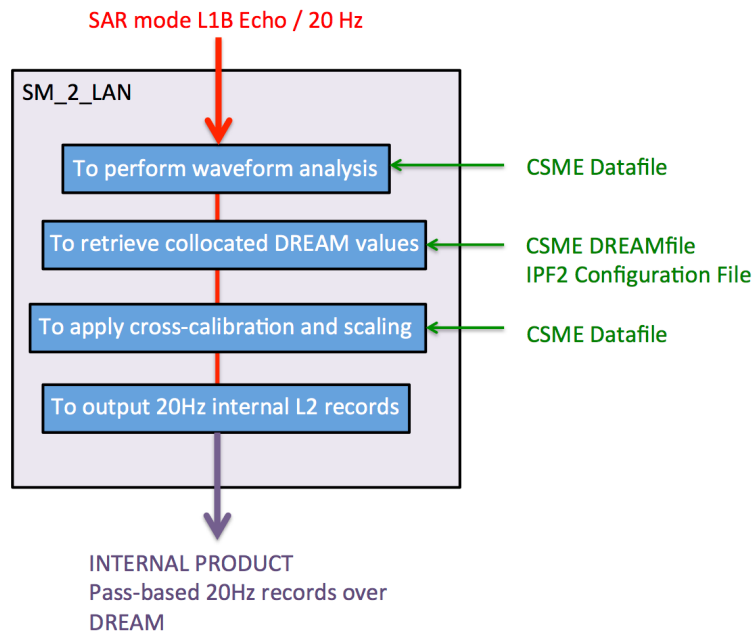 SAR mode L1B Echo / 20 Hz
SM_2_LAN
To perform waveform analysis
CSME Datafile
To retrieve collocated DREAM values
CSME DREAMfile
IPF2 Configuration File
To apply cross-calibration and scaling
CSME Datafile
To output 20Hz internal L2 records
INTERNAL PRODUCT
Pass-based 20Hz records over
DREAM